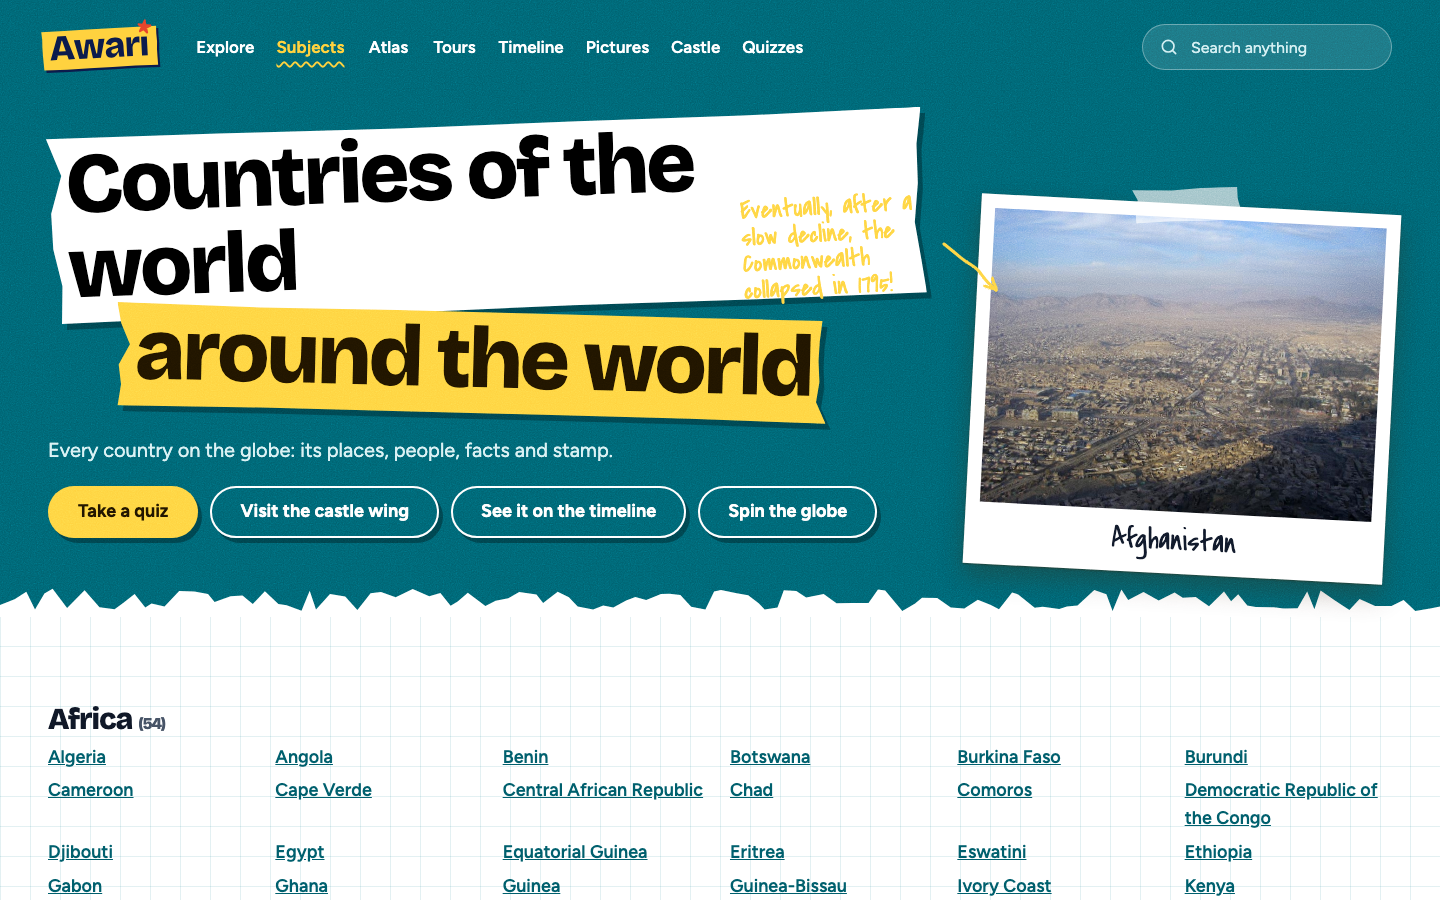 Awari
Explore Subjects Atlas Tours Timeline Pictures Castle Quizzes
Search anything
Countries of the
world
Eventually, after a
slow decline, the
Commonwealth
collapsed in 1795!
around the world
Every country on the globe: its places, people, facts and stamp.
Take a quiz Visit the castle wing See it on the timeline Spin the globe
Afghanistan
Africa (54)
Algeria Angola Benin Botswana Burkina Faso Burundi
Cameroon Cape Verde Central African Republic Chad Comoros Democratic Republic of
the Congo
Djibouti Egypt Equatorial Guinea Eritrea Eswatini Ethiopia
Gabon Ghana Guinea Guinea-Bissau Ivory Coast Kenya